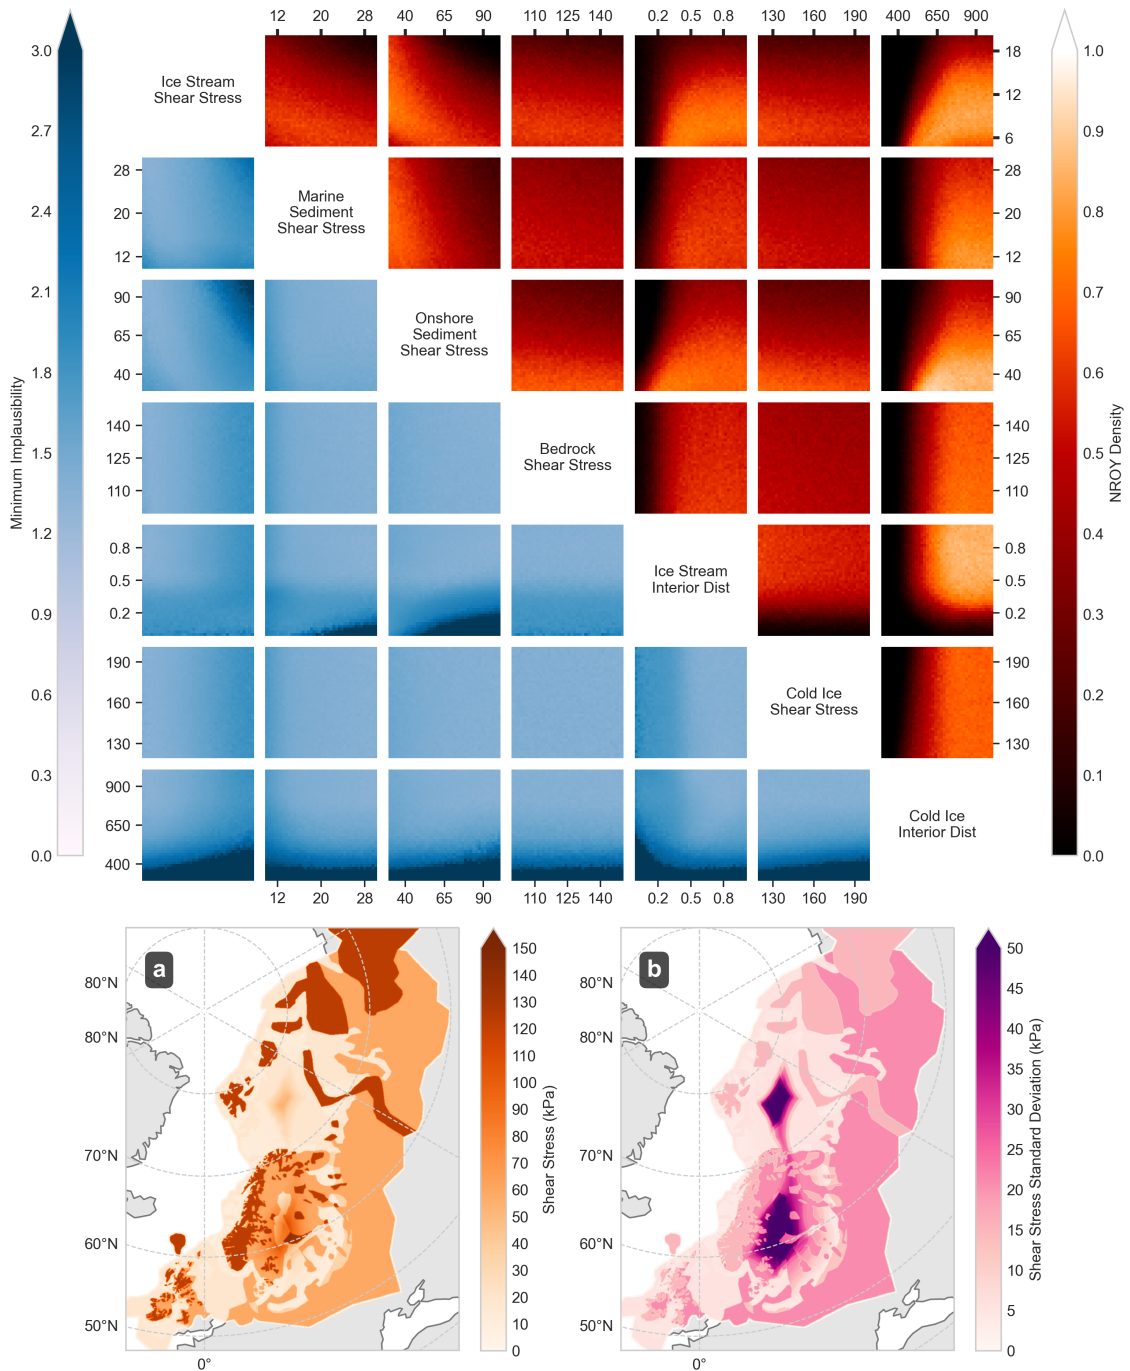 12 20 28 40 65 90 110 125 140 0.2 0.5 0.8 130 160 190 400 650 900
3.0
2.7
2.4
2.1
1.8
1.5
1.2
0.9
0.6
0.3
0.0
Minimum Implausibility
Ice Stream
Shear Stress
18
12
6
28
20
12
Marine
Sediment
Shear Stress
28
20
12
90
65
40
Onshore
Sediment
Shear Stress
90
65
40
140
125
110
Bedrock
Shear Stress
140
125
110
0.8
0.5
0.2
Ice Stream
Interior Dist
0.8
0.5
0.2
190
160
130
Cold Ice
Shear Stress
190
160
130
900
650
400
Cold Ice
Interior Dist
12 20 28 40 65 90 110 125 140 0.2 0.5 0.8 130 160 190
1.0
0.9
0.8
0.7
0.6
0.5
0.4
0.3
0.2
0.1
0.0
NROY Density
a
80°N
80°N
70°N
60°N
50°N
0°
150
140
130
120
110
100
90
80
70
60
50
40
30
20
10
0
Shear Stress (kPa)
b
80°N
80°N
70°N
60°N
50°N
0°
50
45
40
35
30
25
20
15
10
5
0
Shear Stress Standard Deviation (kPa)